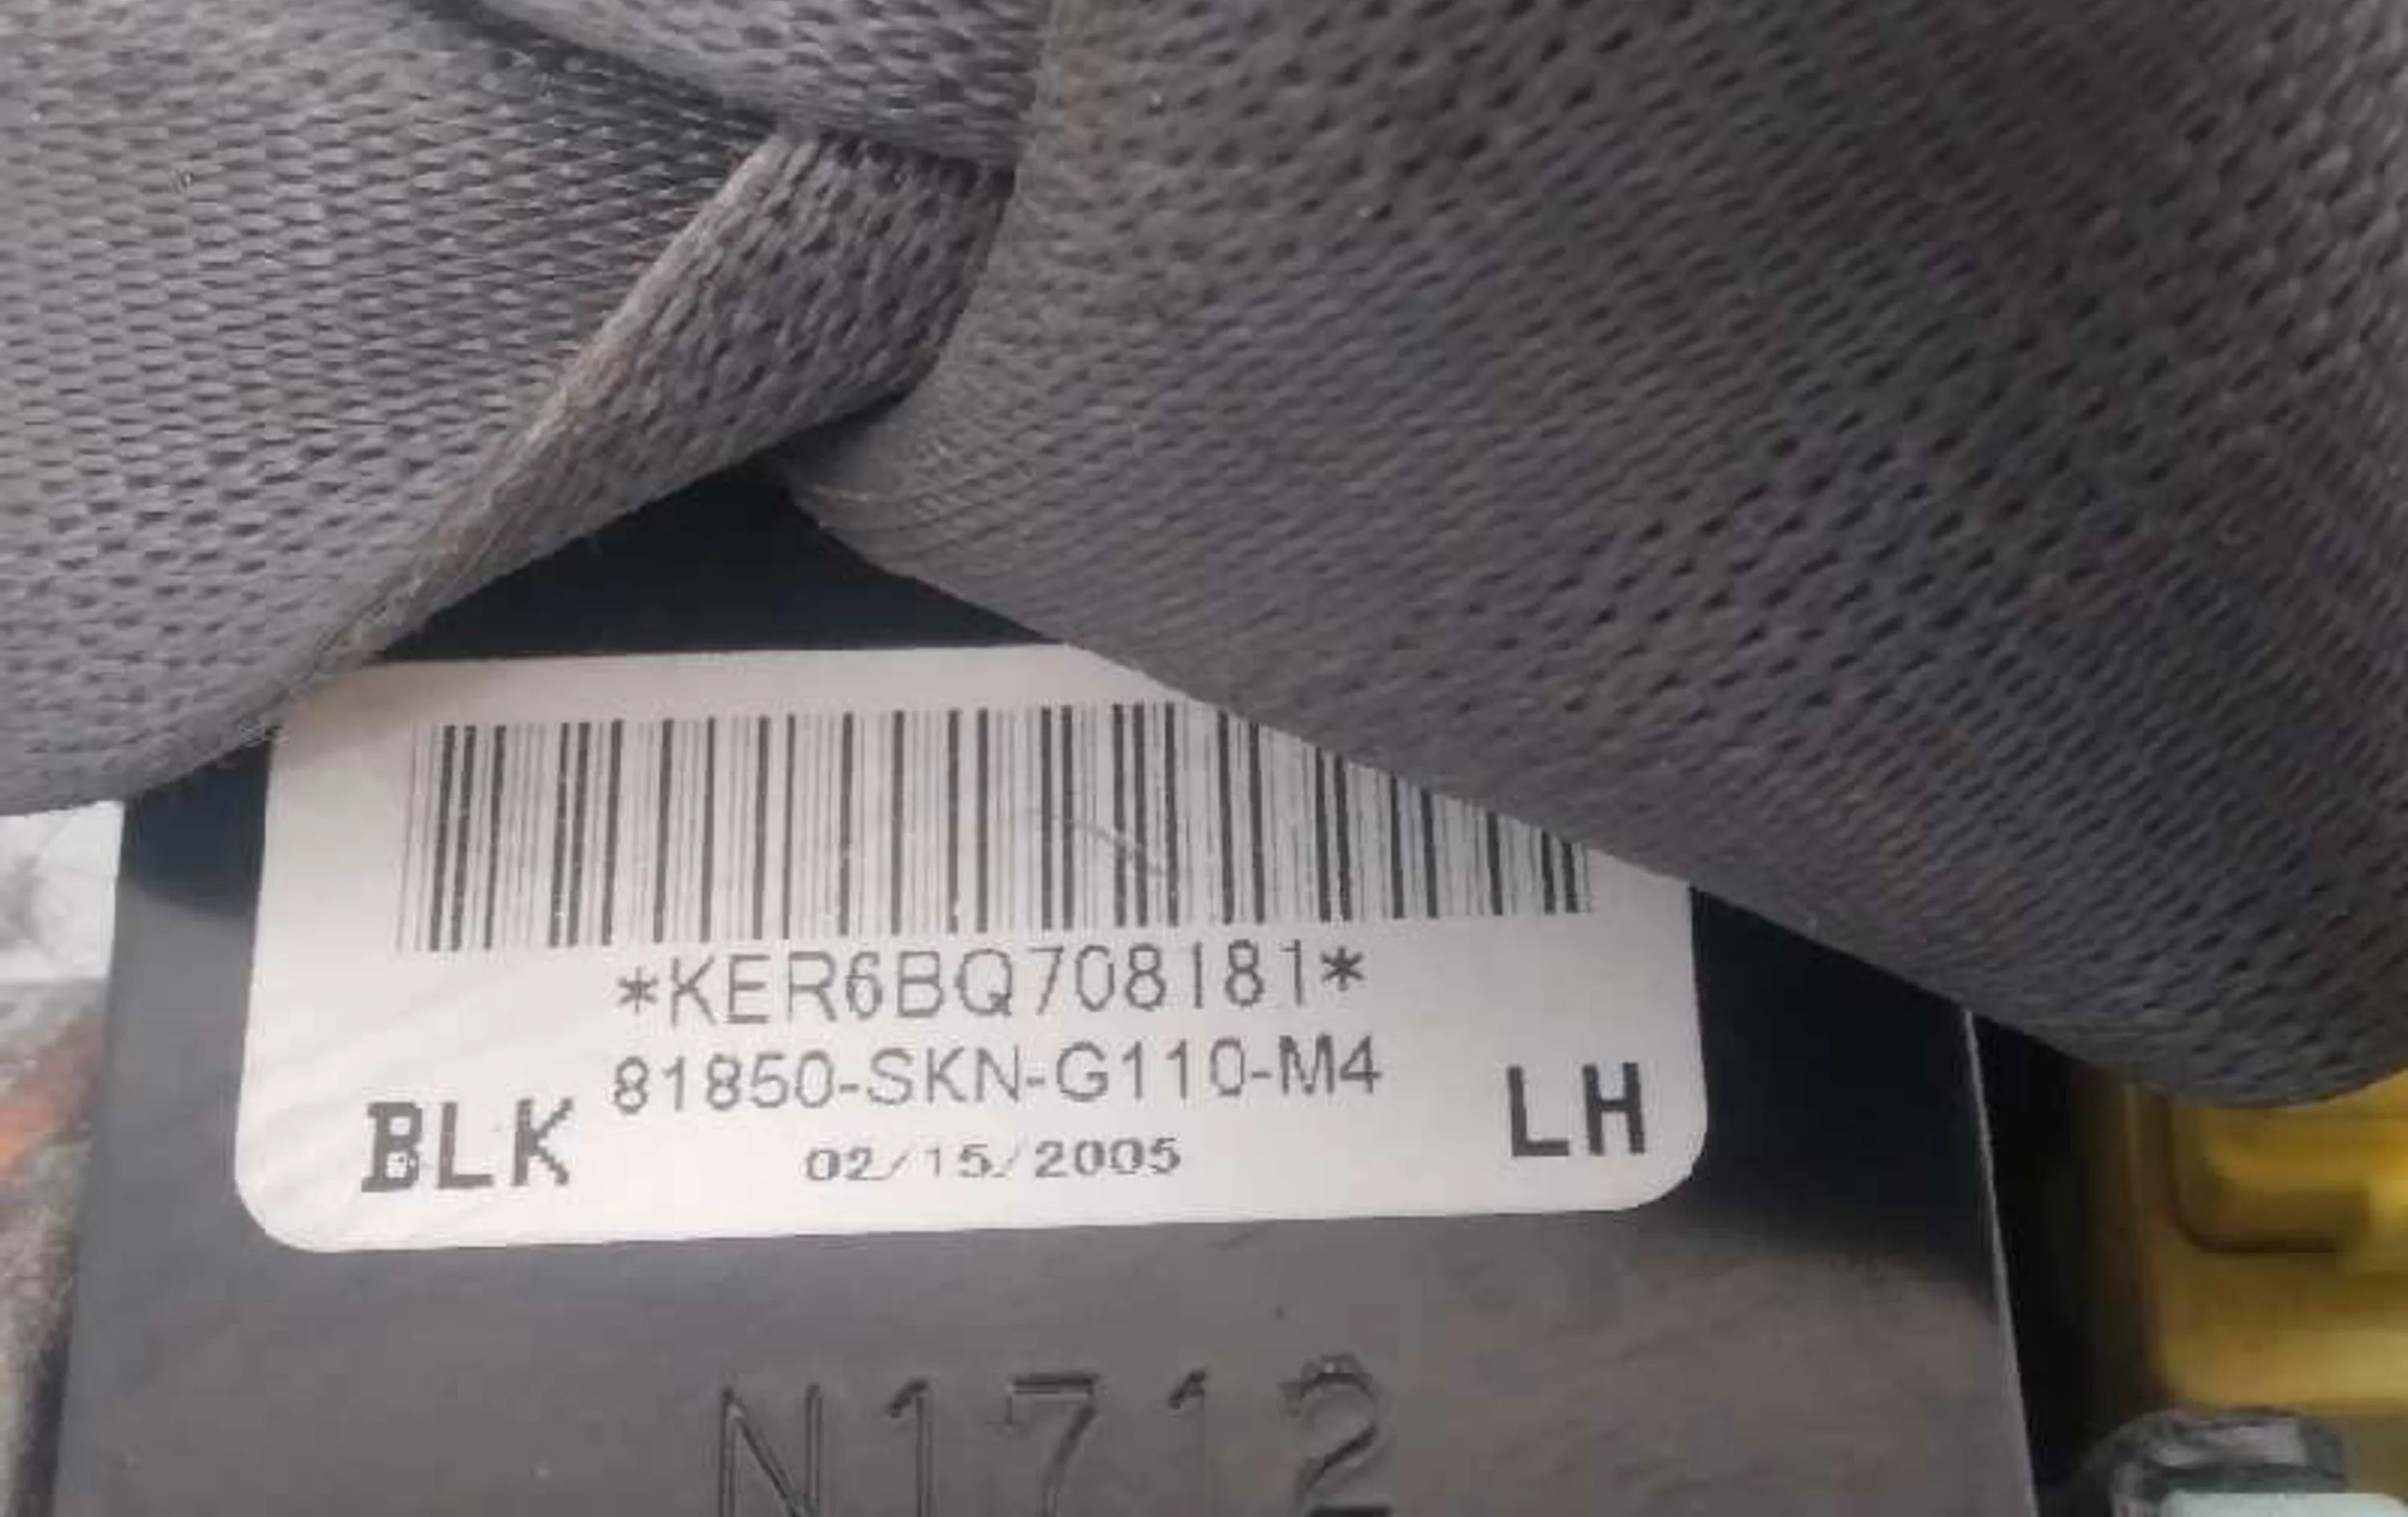 *KER6BQ708181*
81850-SKN-G110-M4
BLK
LH
02/15/2005
N1712